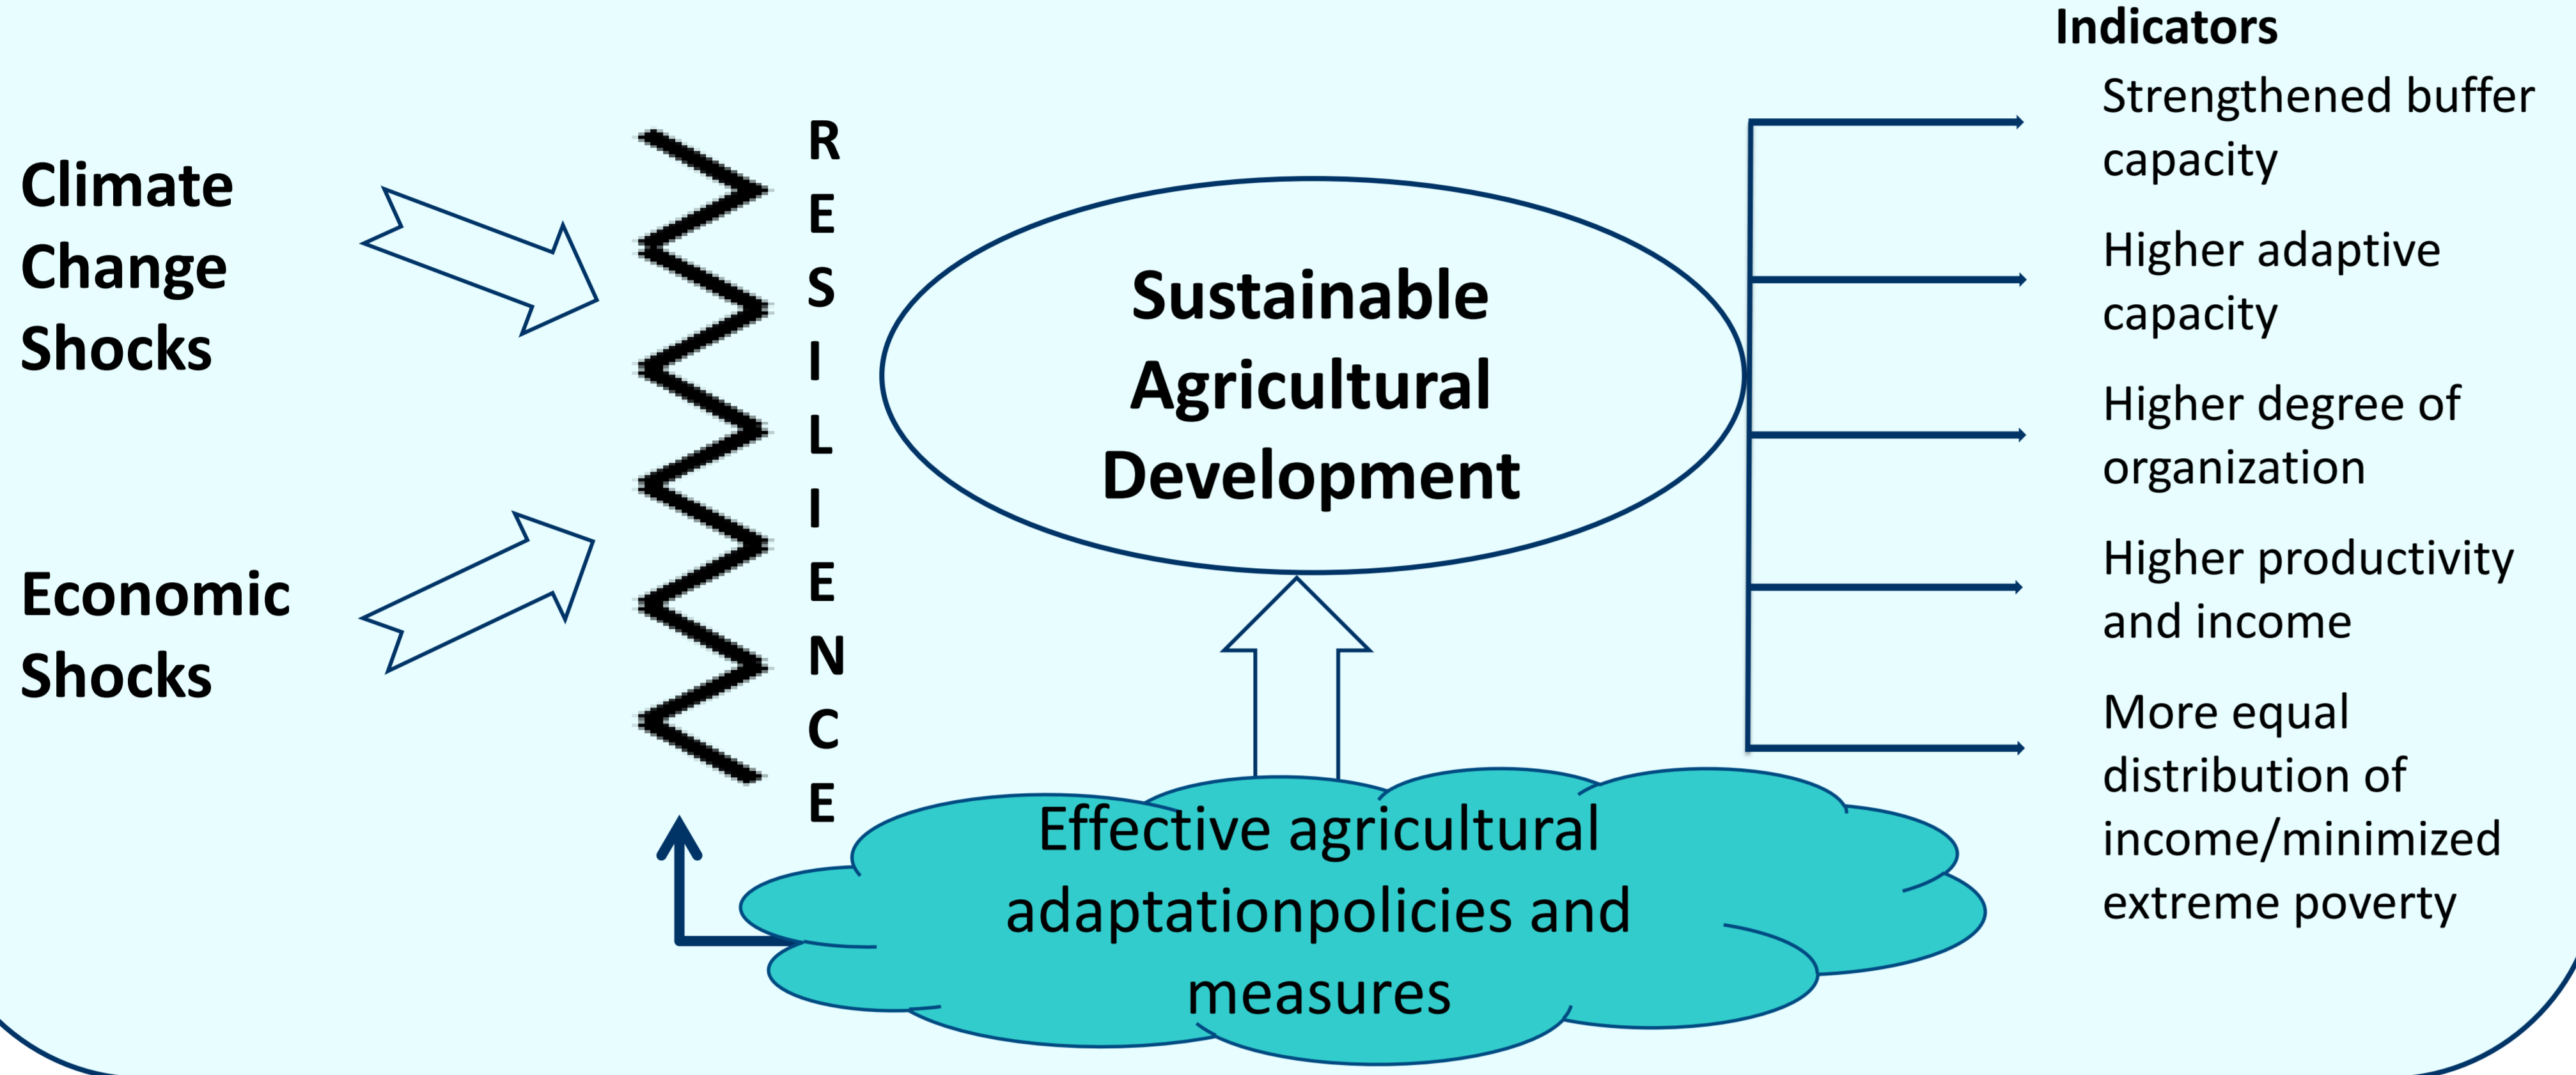 Climate
Change
Shocks
Economic
Shocks
R
E
S
I
L
I
E
N
C
E
Sustainable
Agricultural
Development
Effective agricultural
adaptationpolicies and
measures
Indicators
Strengthened buffer
capacity
Higher adaptive
capacity
Higher degree of
organization
Higher productivity
and income
More equal
distribution of
income/minimized
extreme poverty